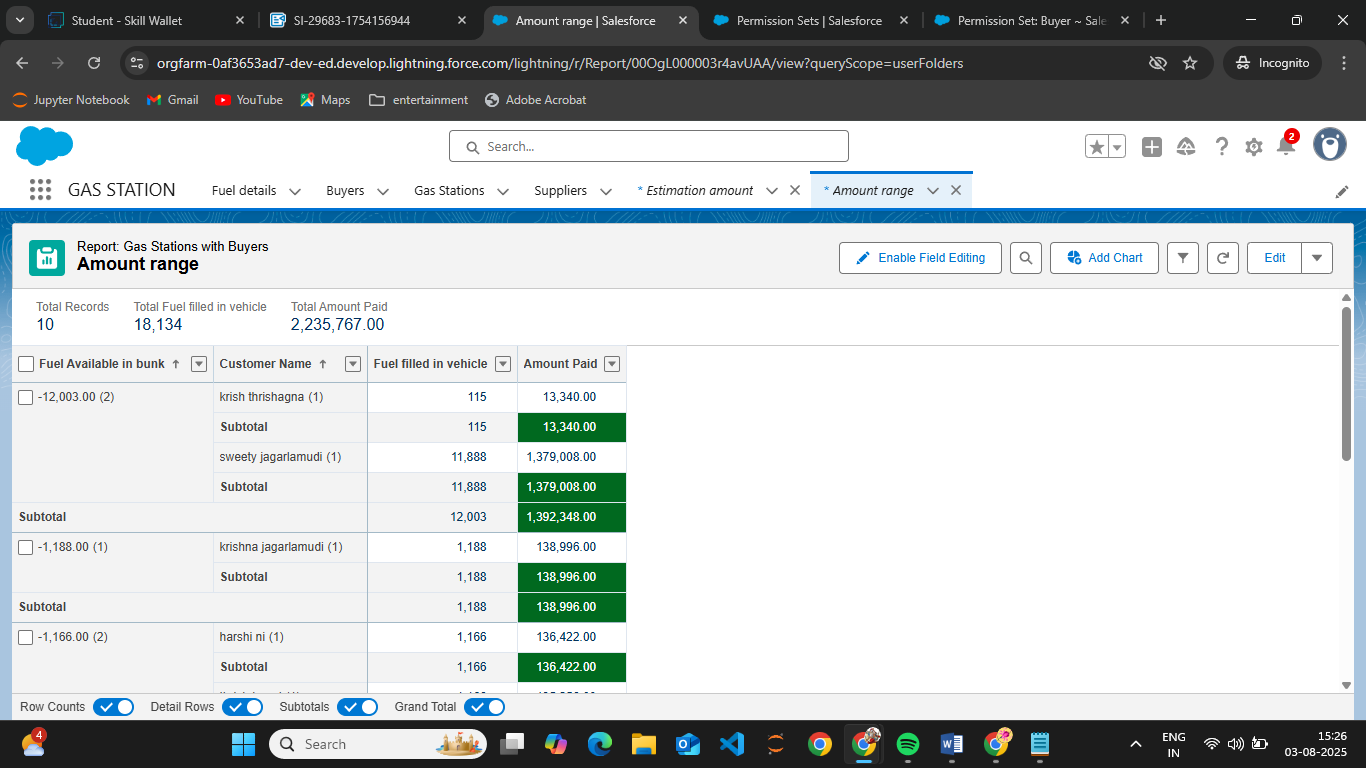 Student - Skill Wallet
SI-29683-1754156944
Amount range | Salesforce
Permission Sets | Salesforce
Permission Set: Buyer ~ Sale
orgfarm-0af3653ad7-dev-ed.develop.lightning.force.com/lightning/r/Report/00OgL000003r4avUAA/view?queryScope=userFolders
Incognito
Jupyter Notebook
Gmail
YouTube
Maps
entertainment
Adobe Acrobat
Search...
2
GAS STATION
Fuel details
Buyers
Gas Stations
Suppliers
* Estimation amount
* Amount range
Report: Gas Stations with Buyers
Amount range
Enable Field Editing
Add Chart
Edit
Total Records
10
Total Fuel filled in vehicle
18,134
Total Amount Paid
2,235,767.00
Fuel Available in bunk ↑ Customer Name ↑ Fuel filled in vehicle Amount Paid
-12,003.00 (2) krish thrishagna (1) 115 13,340.00
Subtotal 115 13,340.00
sweety jagarlamudi (1) 11,888 1,379,008.00
Subtotal 11,888 1,379,008.00
Subtotal 12,003 1,392,348.00
-1,188.00 (1) krishna jagarlamudi (1) 1,188 138,996.00
Subtotal 1,188 138,996.00
Subtotal 1,188 138,996.00
-1,166.00 (2) harshi ni (1) 1,166 136,422.00
Subtotal 1,166 136,422.00
Row Counts
Detail Rows
Subtotals
Grand Total
4
Search
ENG
IN
15:26
03-08-2025